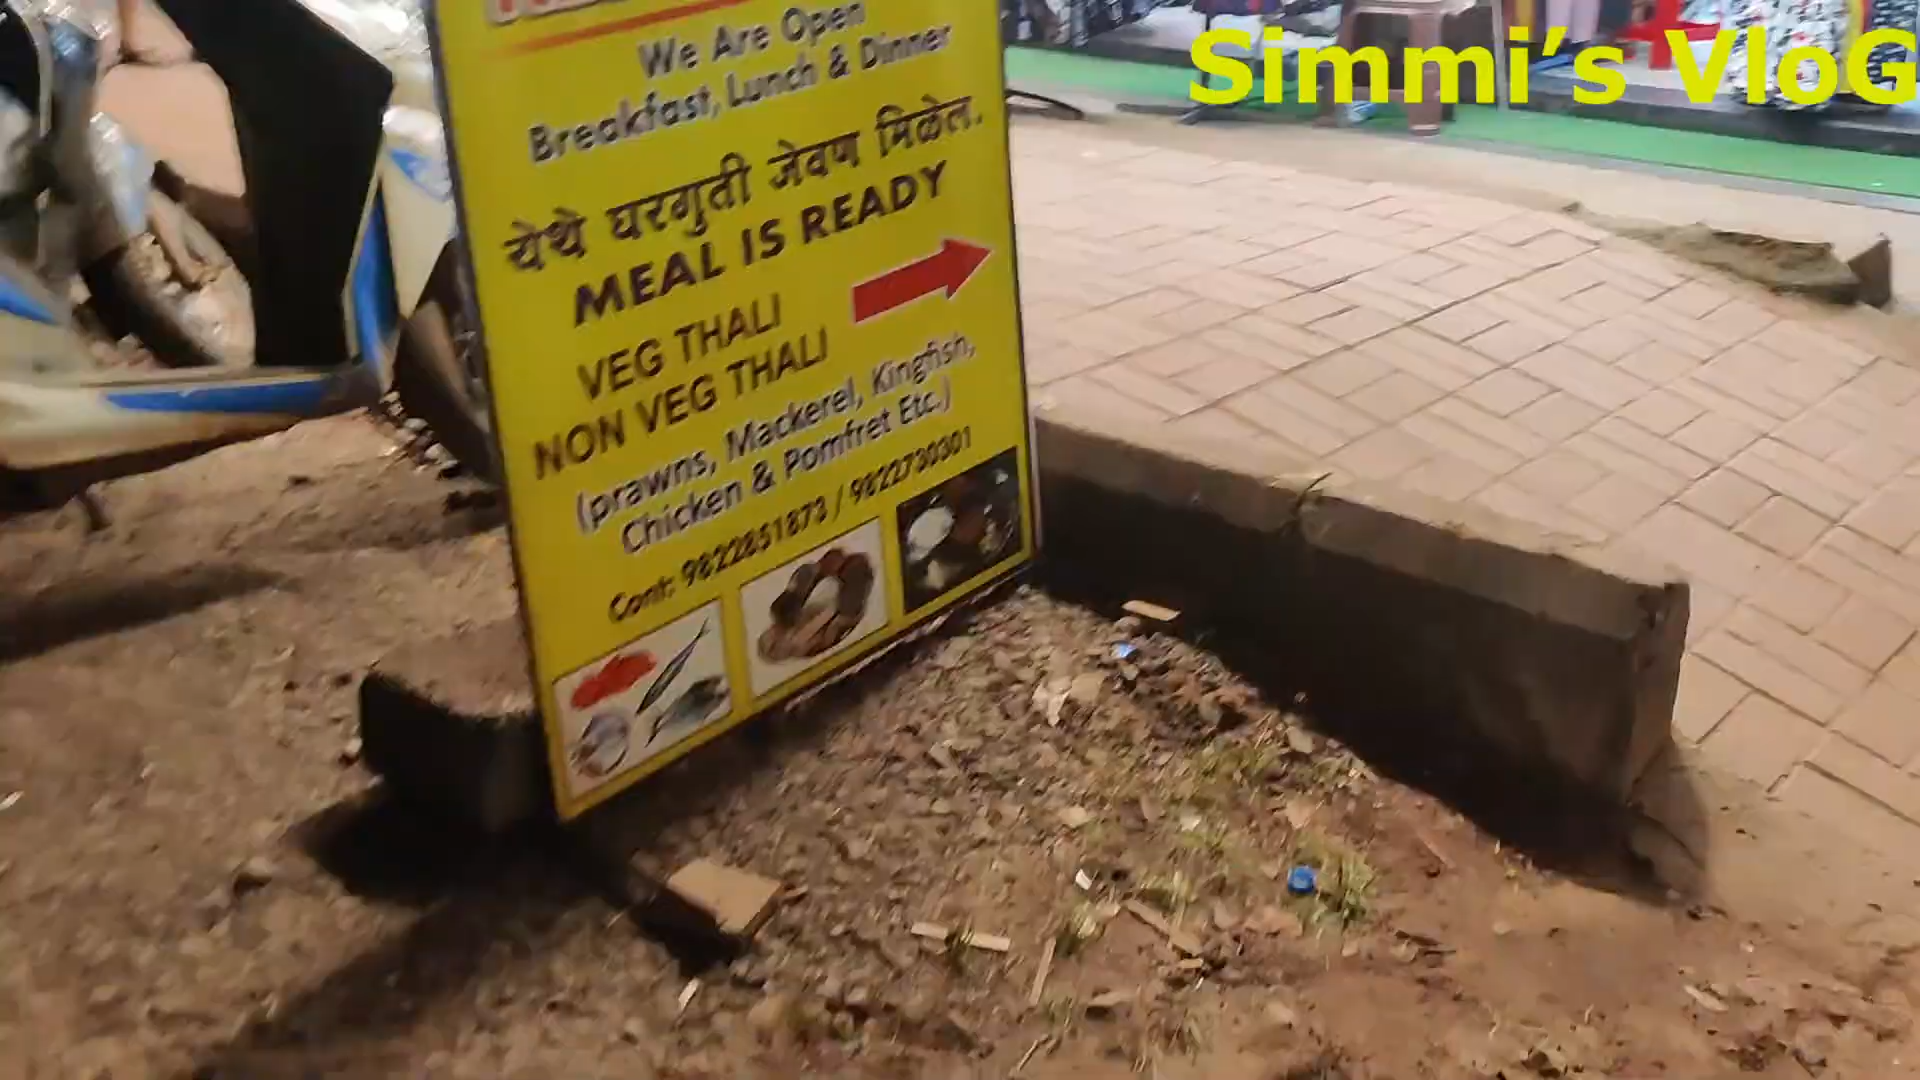 Simmi's VloG
We Are Open
Breakfast, Lunch & Dinner
येथे घरगुती जेवण मिळेल.
MEAL IS READY
VEG THALI
NON VEG THALI
(prawns, Mackerel, Kingfish,
Chicken & Pomfret Etc.)
Cont: 9822851873 / 9822730301